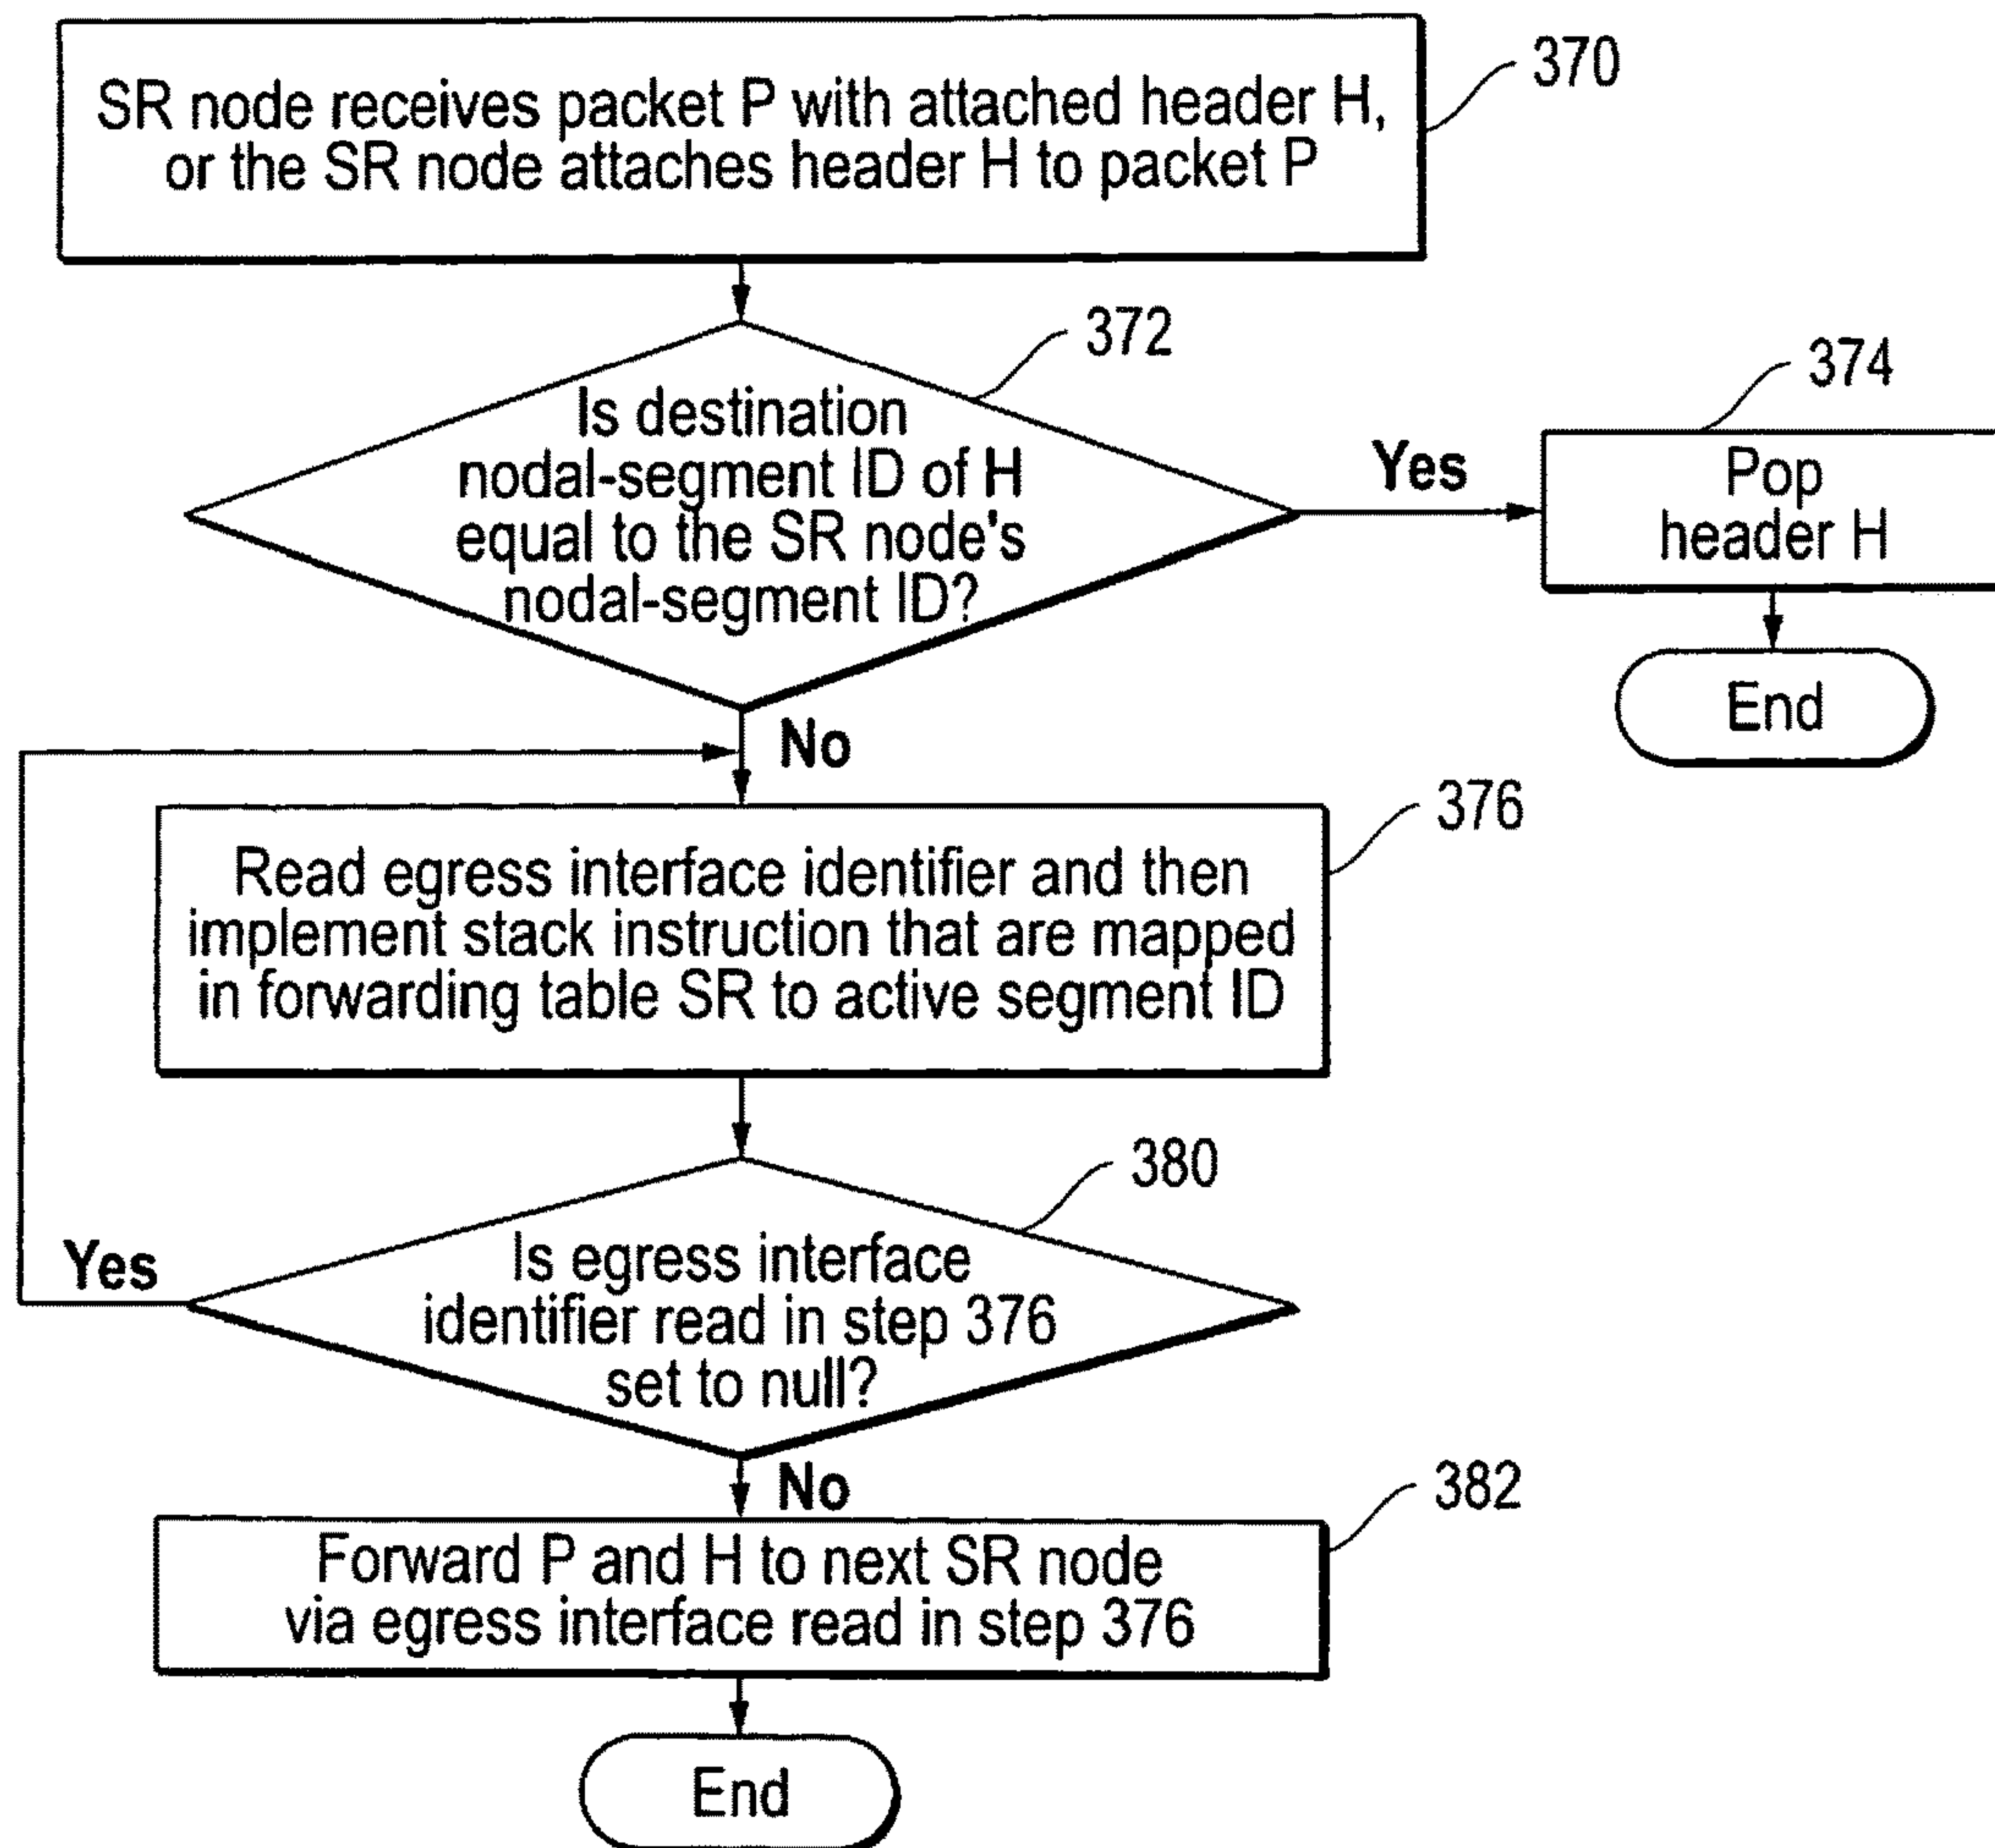 SR node receives packet P with attached header H,
or the SR node attaches header H to packet P
370
372
Is destination
nodal-segment ID of H
equal to the SR node's
nodal-segment ID?
Yes
374
Pop
header H
End
No
376
Read egress interface identifier and then
implement stack instruction that are mapped
in forwarding table SR to active segment ID
380
Is egress interface
identifier read in step 376
set to null?
Yes
No
382
Forward P and H to next SR node
via egress interface read in step 376
End